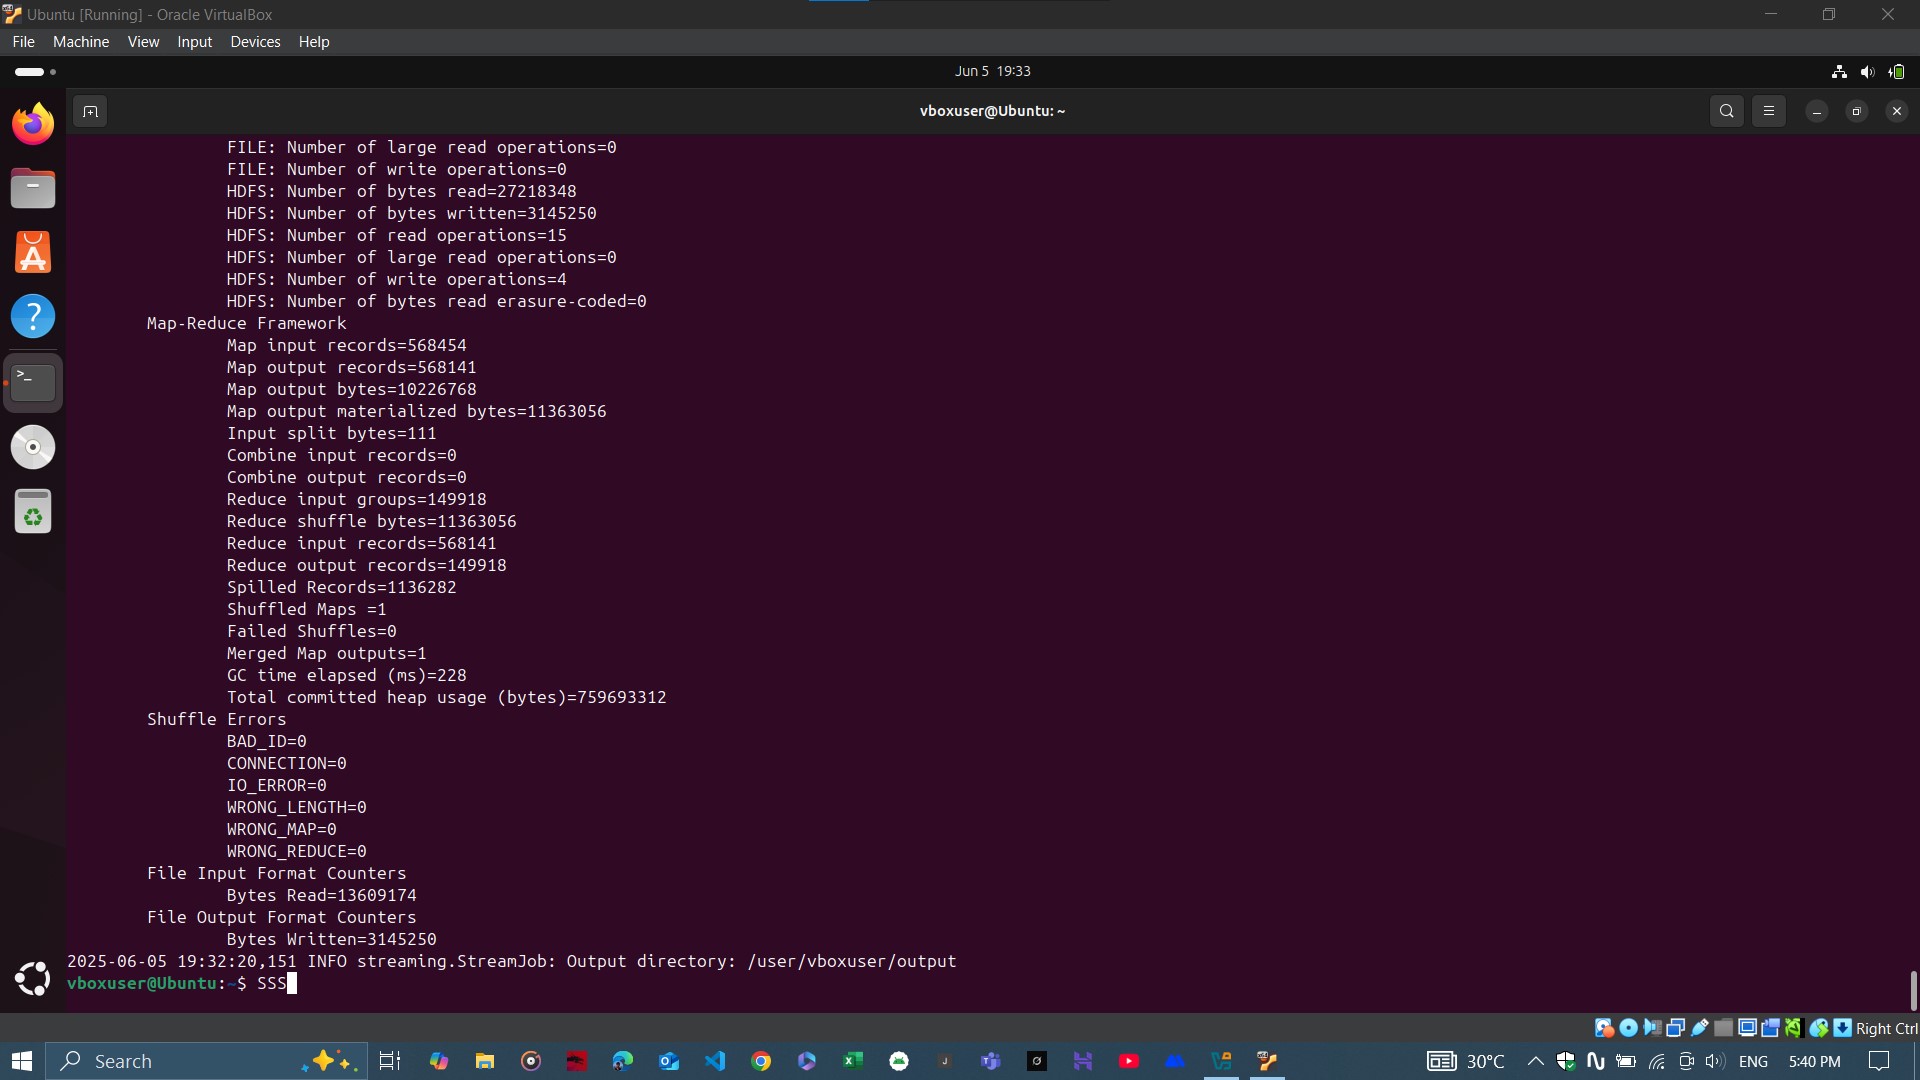 Ubuntu [Running] - Oracle VirtualBox
File Machine View Input Devices Help
Jun 5 19:33
vboxuser@Ubuntu: ~
FILE: Number of large read operations=0
FILE: Number of write operations=0
HDFS: Number of bytes read=27218348
HDFS: Number of bytes written=3145250
HDFS: Number of read operations=15
HDFS: Number of large read operations=0
HDFS: Number of write operations=4
HDFS: Number of bytes read erasure-coded=0
Map-Reduce Framework
Map input records=568454
Map output records=568141
Map output bytes=10226768
Map output materialized bytes=11363056
Input split bytes=111
Combine input records=0
Combine output records=0
Reduce input groups=149918
Reduce shuffle bytes=11363056
Reduce input records=568141
Reduce output records=149918
Spilled Records=1136282
Shuffled Maps =1
Failed Shuffles=0
Merged Map outputs=1
GC time elapsed (ms)=228
Total committed heap usage (bytes)=759693312
Shuffle Errors
BAD_ID=0
CONNECTION=0
IO_ERROR=0
WRONG_LENGTH=0
WRONG_MAP=0
WRONG_REDUCE=0
File Input Format Counters
Bytes Read=13609174
File Output Format Counters
Bytes Written=3145250
2025-06-05 19:32:20,151 INFO streaming.StreamJob: Output directory: /user/vboxuser/output
vboxuser@Ubuntu:~$ SSS
Right Ctrl
Search
30°C
ENG
5:40 PM